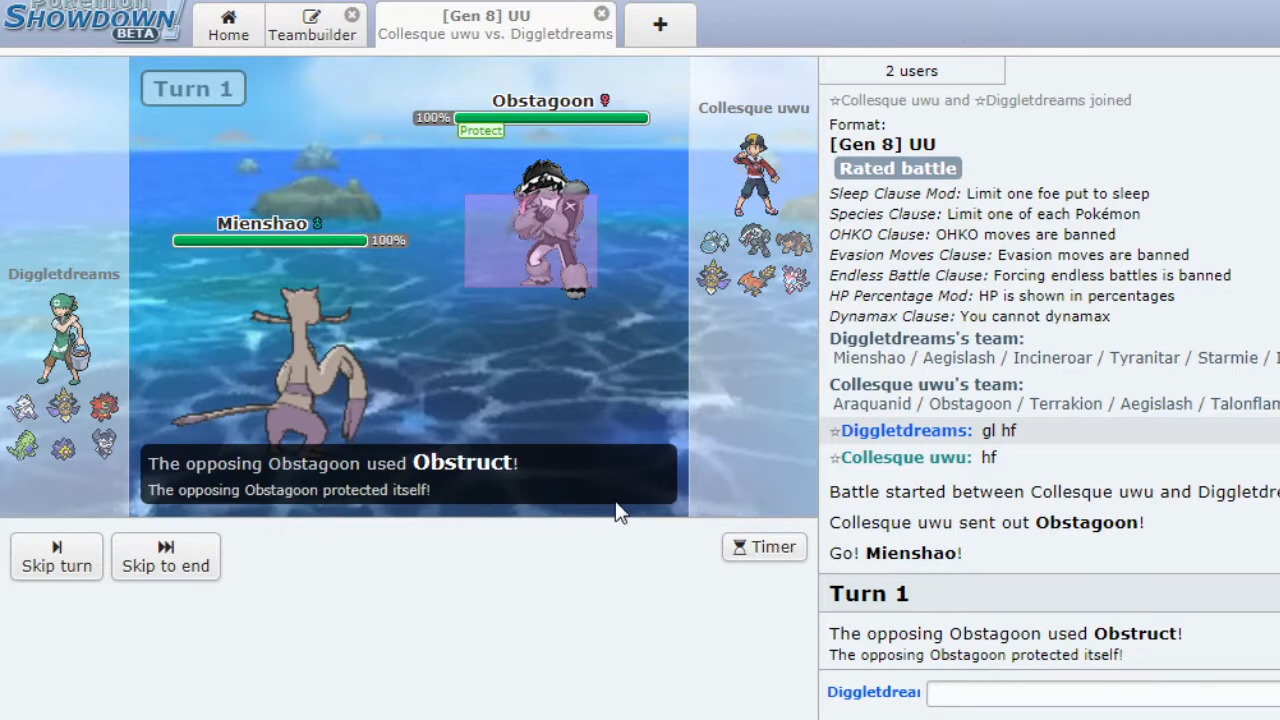 Pokémon
SHOWDOWN
BETA
Home
Teambuilder
[Gen 8] UU
Collesque uwu vs. Diggletdreams
+
Turn 1
Obstagoon
100%
Protect
Mienshao
100%
Diggletdreams
Collesque uwu
The opposing Obstagoon used Obstruct!
The opposing Obstagoon protected itself!
Skip turn
Skip to end
Timer
2 users
☆Collesque uwu and ☆Diggletdreams joined
Format:
[Gen 8] UU
Rated battle
Sleep Clause Mod: Limit one foe put to sleep
Species Clause: Limit one of each Pokémon
OHKO Clause: OHKO moves are banned
Evasion Moves Clause: Evasion moves are banned
Endless Battle Clause: Forcing endless battles is banned
HP Percentage Mod: HP is shown in percentages
Dynamax Clause: You cannot dynamax
Diggletdreams's team:
Mienshao / Aegislash / Incineroar / Tyranitar / Starmie /
Collesque uwu's team:
Araquanid / Obstagoon / Terrakion / Aegislash / Talonflam
☆Diggletdreams: gl hf
☆Collesque uwu: hf
Battle started between Collesque uwu and Diggletdre
Collesque uwu sent out Obstagoon!
Go! Mienshao!
Turn 1
The opposing Obstagoon used Obstruct!
The opposing Obstagoon protected itself!
Diggletdrea